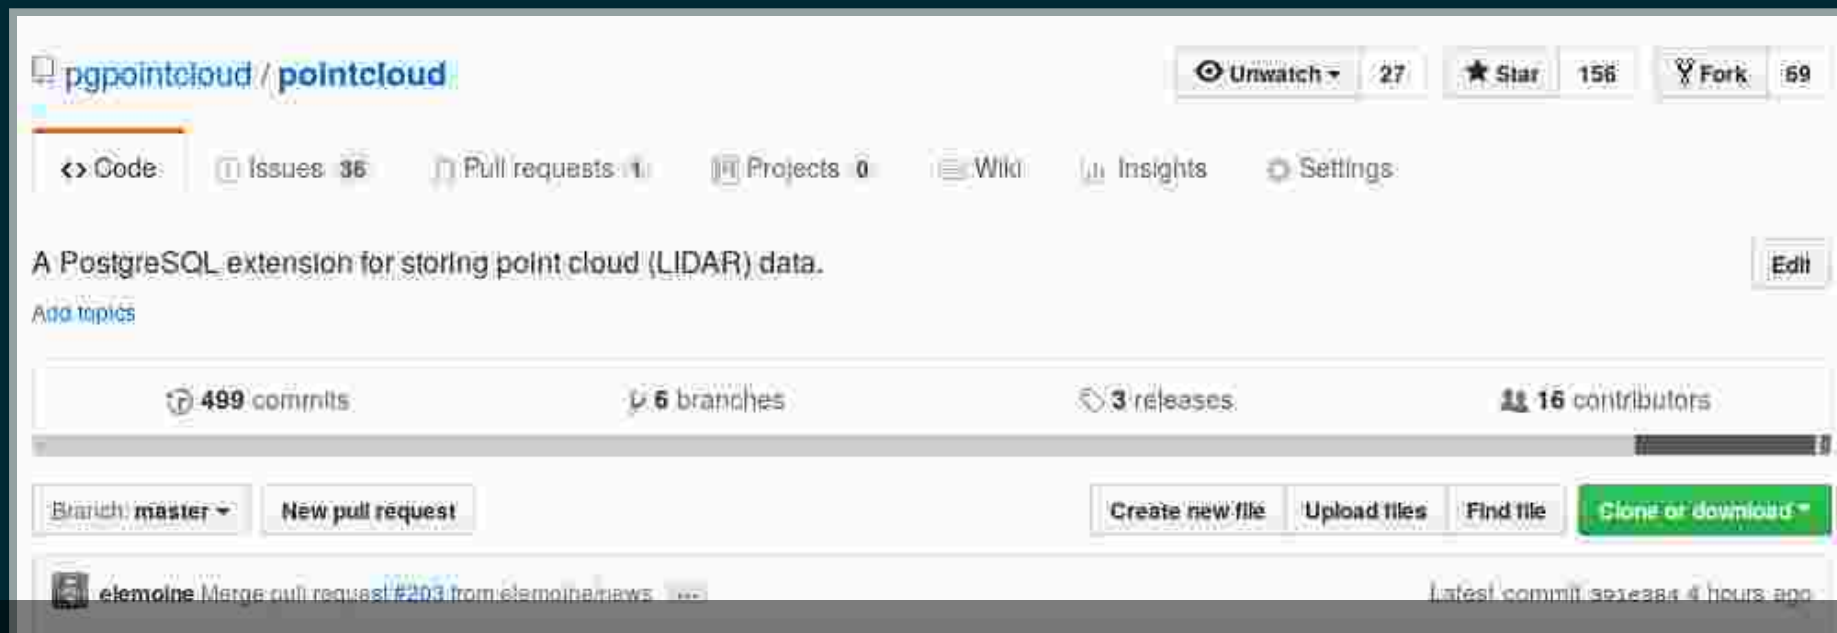 pgpointcloud / pointcloud Unwatch 27 Star 156 Fork 69
Code Issues 36 Pull requests 1 Projects 0 Wiki Insights Settings
A PostgreSQL extension for storing point cloud (LIDAR) data. Edit
Add topics
499 commits 6 branches 3 releases 16 contributors
Branch: master New pull request Create new file Upload files Find file Clone or download
elemoine Merge pull request #203 from elemoine/news ... Latest commit 4 hours ago